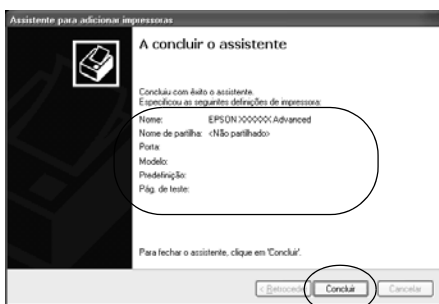 Assistente para adicionar impressoras
A concluir o assistente
Concluiu com êxito o assistente.
Especificou as seguintes definições de impressora:
Nome: EPSON XXXXXX Advanced
Nome de partilha: <Não partilhado>
Porta:
Modelo:
Predefinição:
Pág. de teste:
Para fechar o assistente, clique em 'Concluir'.
< Retroceder Concluir Cancelar